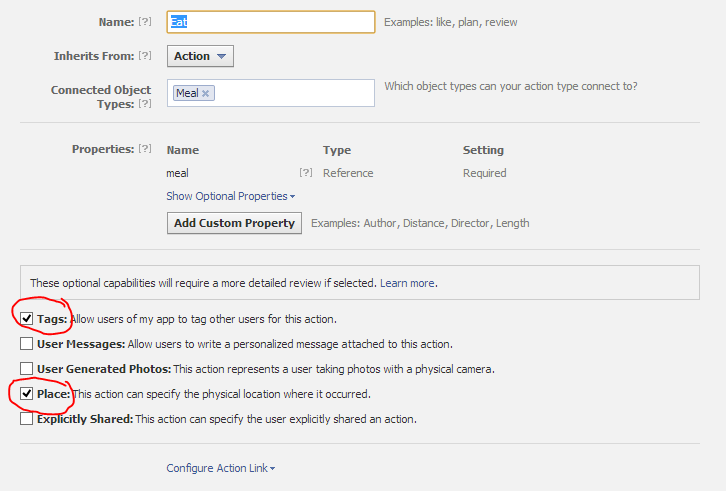 Name: [?] Eat Examples: like, plan, review
Inherits From: [?] Action
Connected Object Types: [?] Meal × Which object types can your action type connect to?
Properties: [?] Name Type Setting
meal [?] Reference Required
Show Optional Properties
Add Custom Property Examples: Author, Distance, Director, Length
These optional capabilities will require a more detailed review if selected. Learn more.
Tags: Allow users of my app to tag other users for this action.
User Messages: Allow users to write a personalized message attached to this action.
User Generated Photos: This action represents a user taking photos with a physical camera.
Place: This action can specify the physical location where it occurred.
Explicitly Shared: This action can specify the user explicitly shared an action.
Configure Action Link